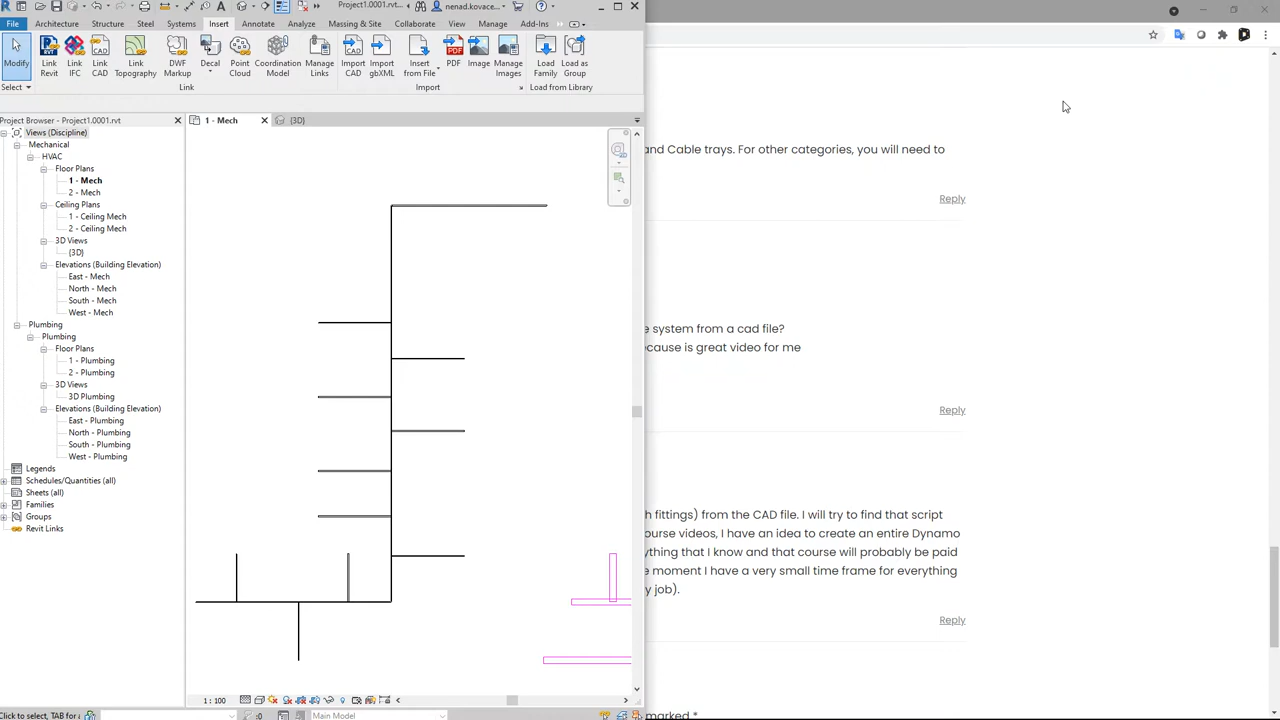 Project1.0001.rvt...
nenad.kovace...
File
Architecture
Structure
Steel
Systems
Insert
Annotate
Analyze
Massing & Site
Collaborate
View
Manage
Add-Ins
Modify
Link
Revit
Link
IFC
Link
CAD
Link
Topography
DWF
Markup
Decal
Point
Cloud
Coordination
Model
Manage
Links
Import
CAD
Import
gbXML
Insert
from File
PDF
Image
Manage
Images
Load
Family
Load as
Group
Select
Link
Import
Load from Library
Project Browser - Project1.0001.rvt
1 - Mech
{3D}
Views (Discipline)
Mechanical
HVAC
Floor Plans
1 - Mech
2 - Mech
Ceiling Plans
1 - Ceiling Mech
2 - Ceiling Mech
3D Views
{3D}
Elevations (Building Elevation)
East - Mech
North - Mech
South - Mech
West - Mech
Plumbing
Plumbing
Floor Plans
1 - Plumbing
2 - Plumbing
3D Views
3D Plumbing
Elevations (Building Elevation)
East - Plumbing
North - Plumbing
South - Plumbing
West - Plumbing
Legends
Schedules/Quantities (all)
Sheets (all)
Families
Groups
Revit Links
1 : 100
Click to select, TAB for
:0
Main Model
and Cable trays. For other categories, you will need to
Reply
e system from a cad file?
ecause is great video for me
Reply
h fittings) from the CAD file. I will try to find that script
ourse videos, I have an idea to create an entire Dynamo
ything that I know and that course will probably be paid
e moment I have a very small time frame for everything
y job).
Reply
marked *